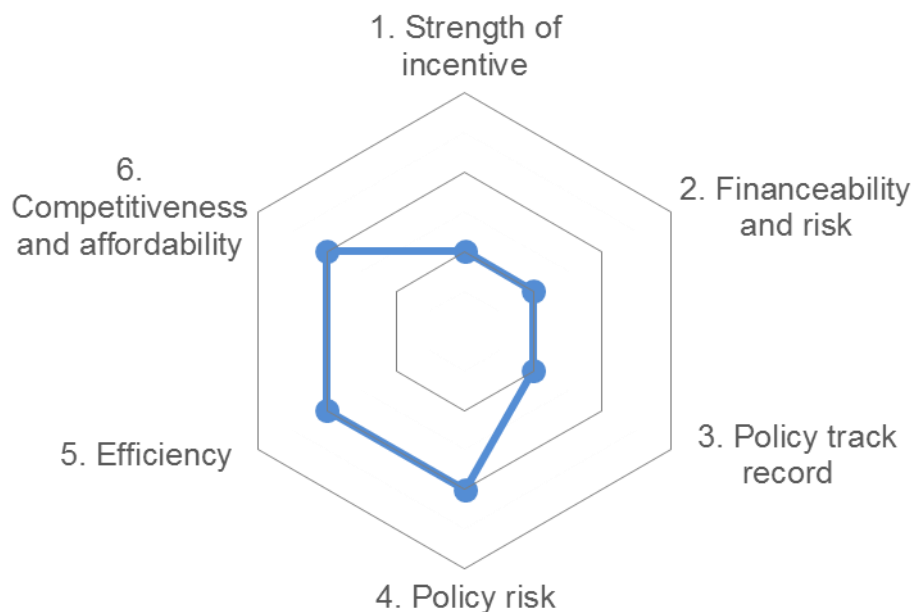 1. Strength of
incentive
2. Financeability
and risk
3. Policy track
record
4. Policy risk
5. Efficiency
6.
Competitiveness
and affordability